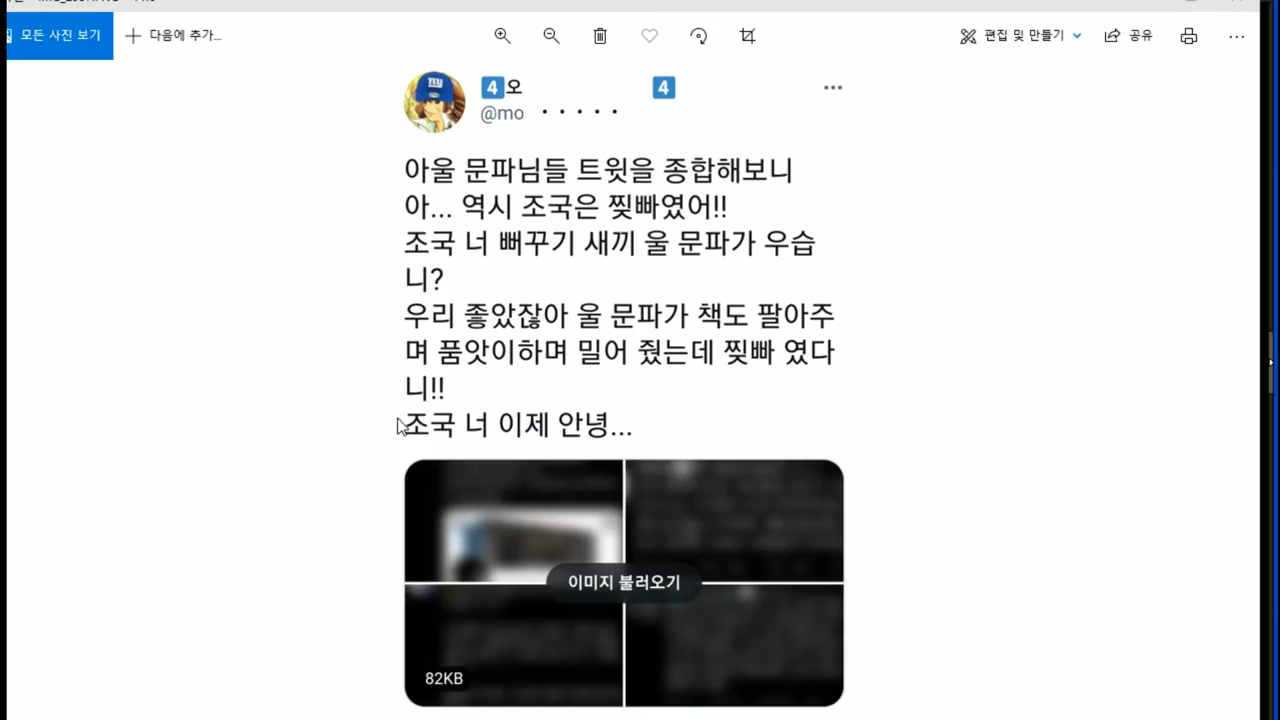 모든 사진 보기
다음에 추가...
편집 및 만들기
공유
4오 4
@mo
아울 문파님들 트윗을 종합해보니
아... 역시 조국은 찢빠였어!!
조국 너 뻐꾸기 새끼 울 문파가 우습
니?
우리 좋았잖아 울 문파가 책도 팔아주
며 품앗이하며 밀어 줬는데 찢빠 였다
니!!
조국 너 이제 안녕...
이미지 불러오기
82KB